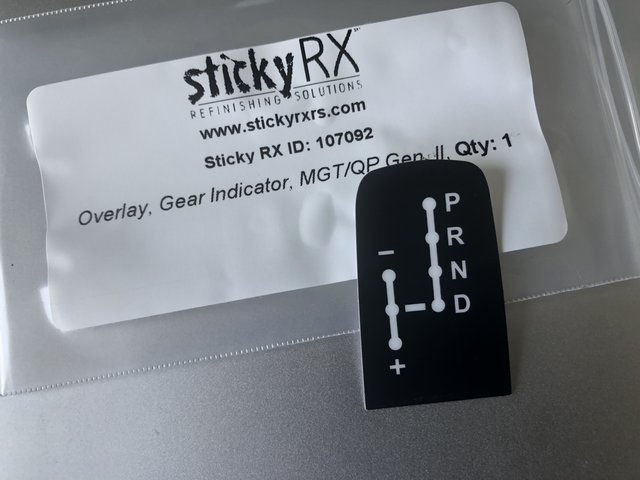 stickyRX
REFINISHING SOLUTIONS
www.stickyrxrs.com
Sticky RX ID: 107092
Overlay, Gear Indicator, MGT/QP Gen. II, Qty: 1
P
R
N
D
−
+